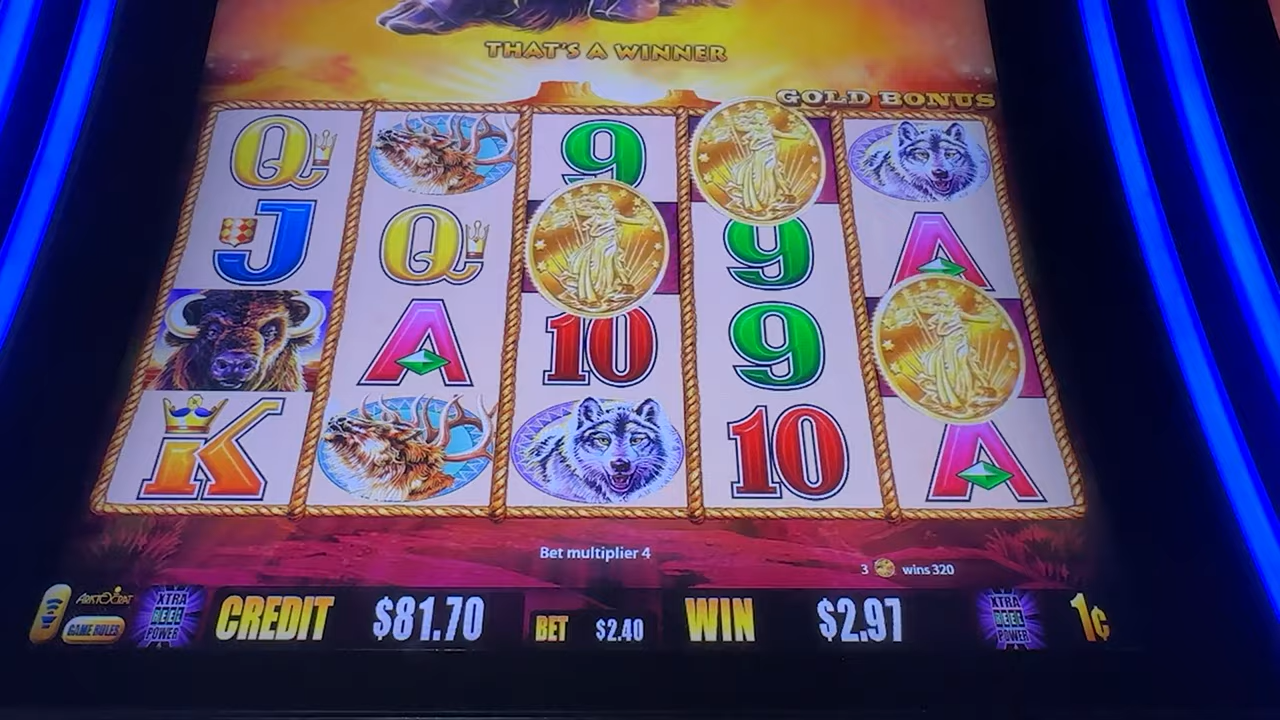 THAT'S A WINNER
GOLD BONUS
Q 9
J Q 9 A
A 10 9
K 10 A
Bet multiplier 4
3 wins 320
ARISTOCRAT
GAME RULES
XTRA REEL POWER
CREDIT $81.70 BET $2.40 WIN $2.97
XTRA REEL POWER
1¢